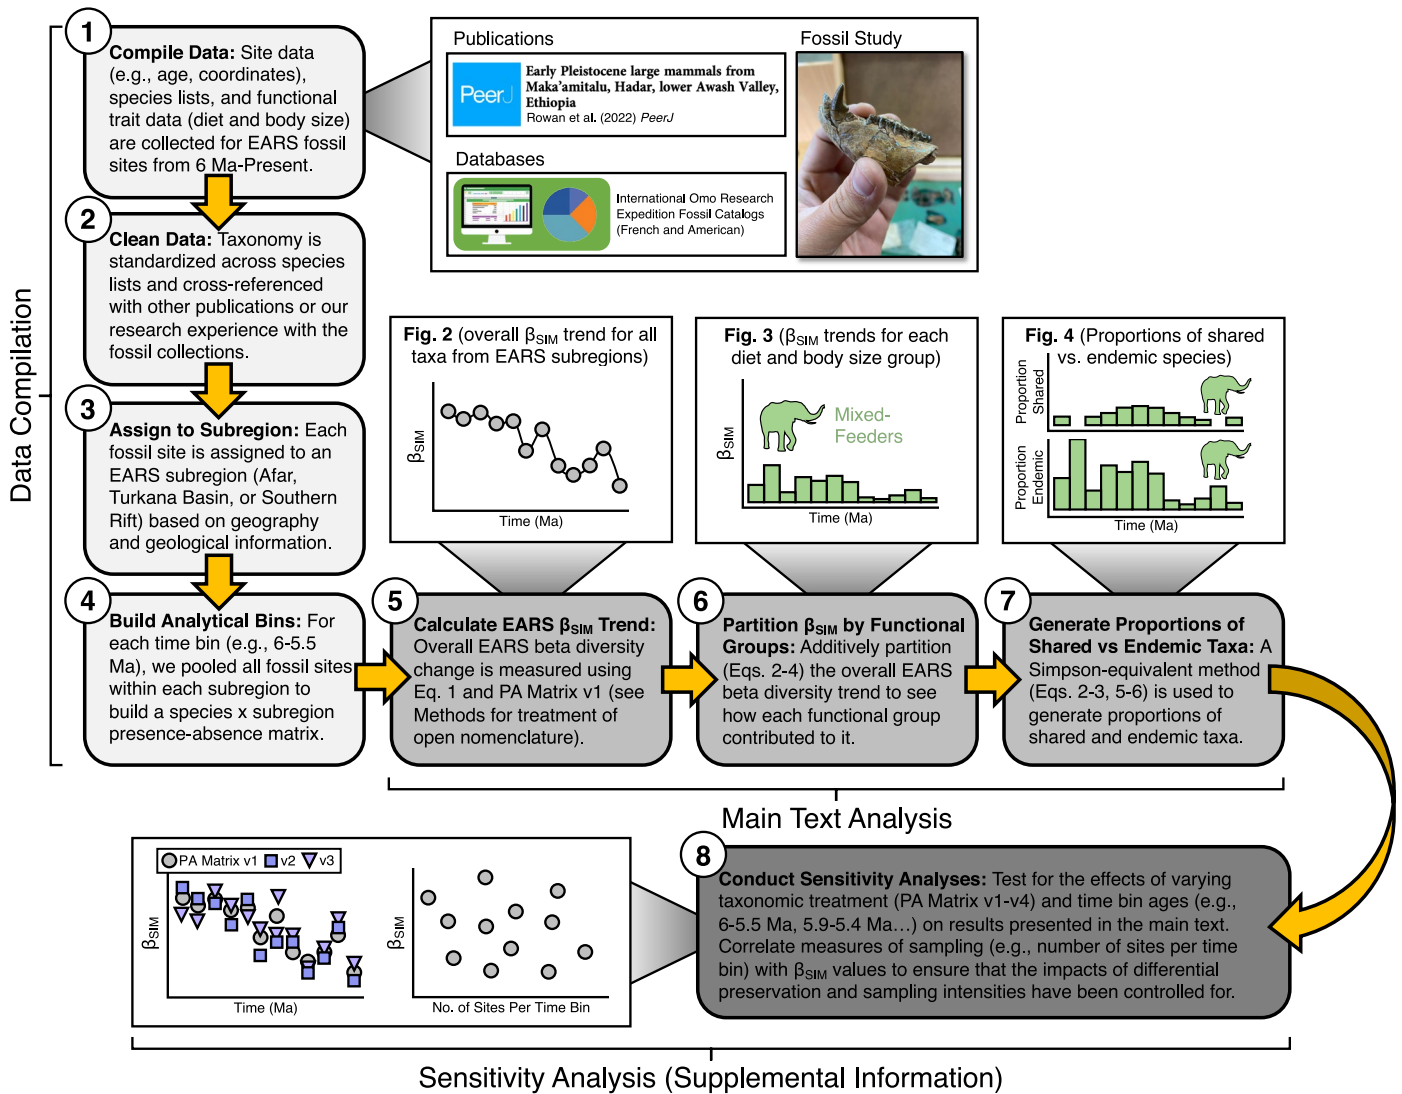 1
Compile Data: Site data
(e.g., age, coordinates),
species lists, and functional
trait data (diet and body size)
are collected for EARS fossil
sites from 6 Ma-Present.
Publications
PeerJ
Early Pleistocene large mammals from
Maka'amitalu, Hadar, lower Awash Valley,
Ethiopia
Rowan et al. (2022) PeerJ
Databases
International Omo Research
Expedition Fossil Catalogs
(French and American)
Fossil Study
2
Clean Data: Taxonomy is
standardized across species
lists and cross-referenced
with other publications or our
research experience with the
fossil collections.
3
Assign to Subregion: Each
fossil site is assigned to an
EARS subregion (Afar,
Turkana Basin, or Southern
Rift) based on geography
and geological information.
4
Build Analytical Bins: For
each time bin (e.g., 6-5.5
Ma), we pooled all fossil sites
within each subregion to
build a species x subregion
presence-absence matrix.
Data Compilation
Fig. 2 (overall βSIM trend for all
taxa from EARS subregions)
βSIM
Time (Ma)
Fig. 3 (βSIM trends for each
diet and body size group)
Mixed-
Feeders
βSIM
Time (Ma)
Fig. 4 (Proportions of shared
vs. endemic species)
Proportion
Shared
Proportion
Endemic
Time (Ma)
5
Calculate EARS βSIM Trend:
Overall EARS beta diversity
change is measured using
Eq. 1 and PA Matrix v1 (see
Methods for treatment of
open nomenclature).
6
Partition βSIM by Functional
Groups: Additively partition
(Eqs. 2-4) the overall EARS
beta diversity trend to see
how each functional group
contributed to it.
7
Generate Proportions of
Shared vs Endemic Taxa: A
Simpson-equivalent method
(Eqs. 2-3, 5-6) is used to
generate proportions of
shared and endemic taxa.
Main Text Analysis
8
Conduct Sensitivity Analyses: Test for the effects of varying
taxonomic treatment (PA Matrix v1-v4) and time bin ages (e.g.,
6-5.5 Ma, 5.9-5.4 Ma...) on results presented in the main text.
Correlate measures of sampling (e.g., number of sites per time
bin) with βSIM values to ensure that the impacts of differential
preservation and sampling intensities have been controlled for.
PA Matrix v1 v2 v3
βSIM
Time (Ma)
βSIM
No. of Sites Per Time Bin
Sensitivity Analysis (Supplemental Information)